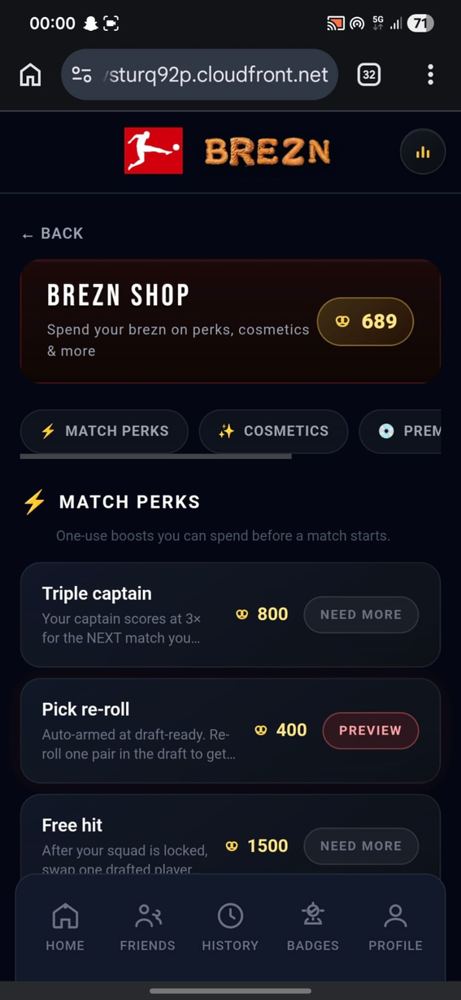 00:00
5G
71
/sturq92p.cloudfront.net
32
BREZN
← BACK
BREZN SHOP
Spend your brezn on perks, cosmetics
& more
689
MATCH PERKS
COSMETICS
PREM
MATCH PERKS
One-use boosts you can spend before a match starts.
Triple captain
Your captain scores at 3×
for the NEXT match you…
800
NEED MORE
Pick re-roll
Auto-armed at draft-ready. Re-
roll one pair in the draft to get…
400
PREVIEW
Free hit
After your squad is locked,
swap one drafted player…
1500
NEED MORE
HOME
FRIENDS
HISTORY
BADGES
PROFILE